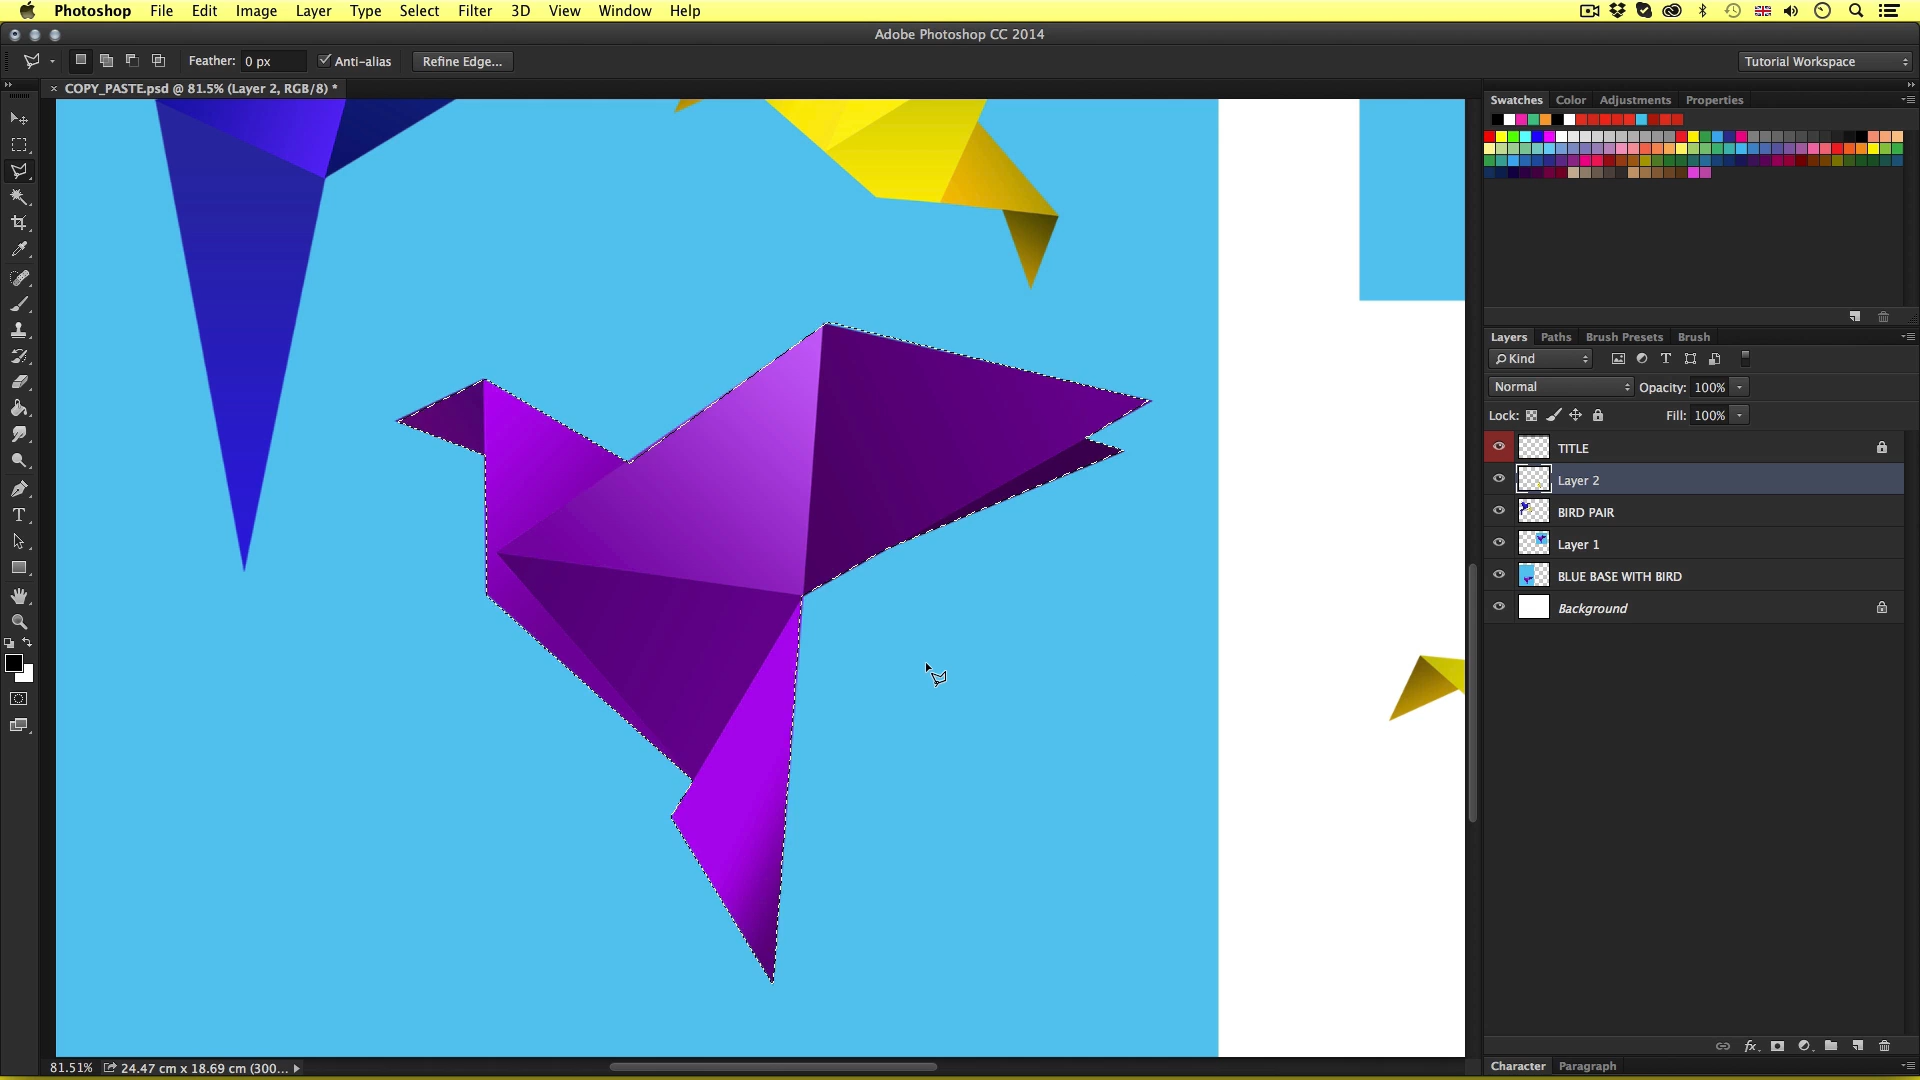 Photoshop File Edit Image Layer Type Select Filter 3D View Window Help
Adobe Photoshop CC 2014
Feather: 0 px Anti-alias Refine Edge... Tutorial Workspace
× COPY_PASTE.psd @ 81.5% (Layer 2, RGB/8) *
Swatches Color Adjustments Properties
Layers Paths Brush Presets Brush
Kind
Normal Opacity: 100%
Lock: Fill: 100%
TITLE
Layer 2
BIRD PAIR
Layer 1
BLUE BASE WITH BIRD
Background
81.51% 24.47 cm x 18.69 cm (300...
Character Paragraph